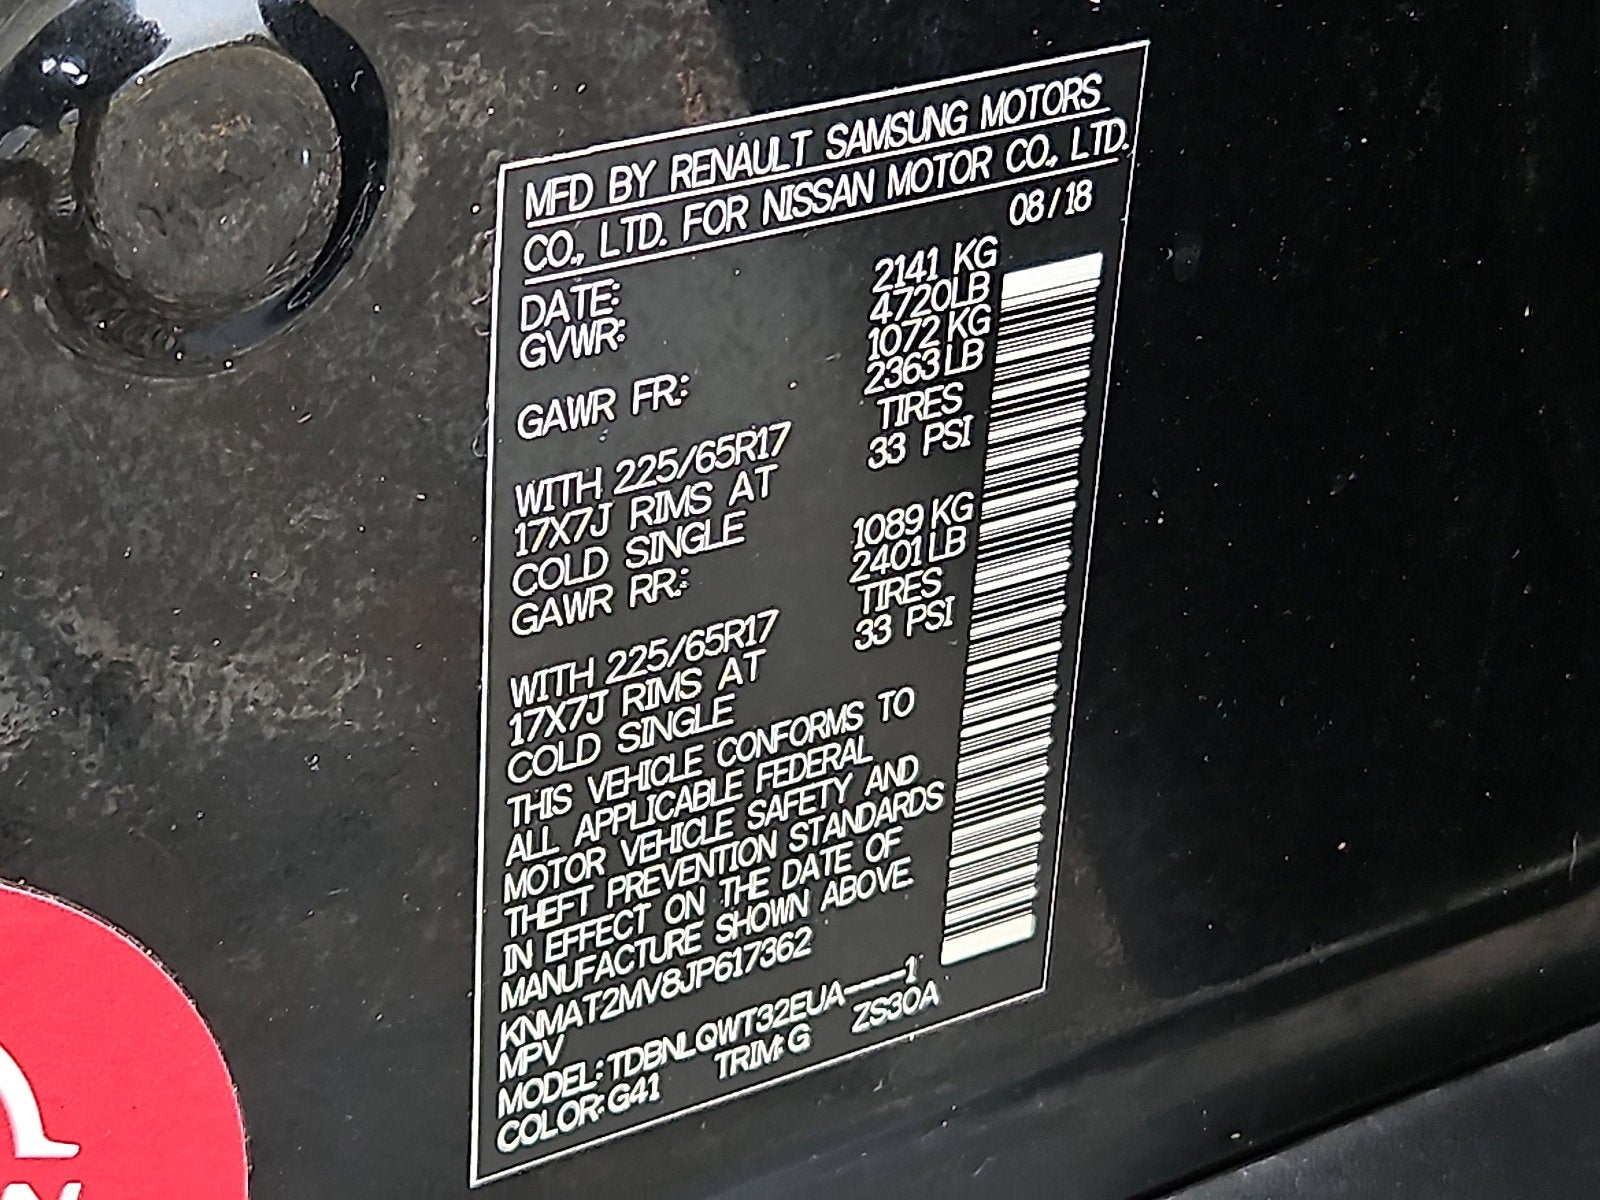 MFD BY RENAULT SAMSUNG MOTORS
CO., LTD. FOR NISSAN MOTOR CO., LTD.
DATE: 08/18
GVWR: 2141 KG
4720LB
GAWR FR.: 1072 KG
2363LB
WITH 225/65R17 TIRES
17X7J RIMS AT 33 PSI
COLD SINGLE
GAWR RR.: 1089 KG
2401LB
WITH 225/65R17 TIRES
17X7J RIMS AT 33 PSI
COLD SINGLE
THIS VEHICLE CONFORMS TO
ALL APPLICABLE FEDERAL
MOTOR VEHICLE SAFETY AND
THEFT PREVENTION STANDARDS
IN EFFECT ON THE DATE OF
MANUFACTURE SHOWN ABOVE.
KNMAT2MV8JP617362
MPV
MODEL: TDBNLQWT32EUA----1
COLOR: G41 TRIM: G ZS30A